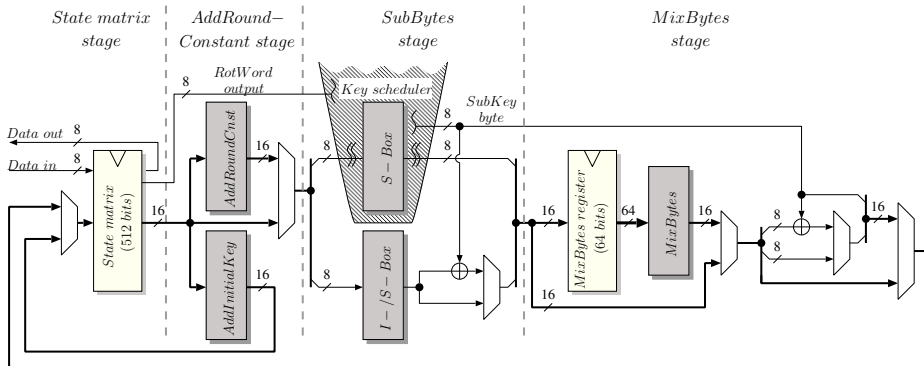 State matrix
stage
AddRound−
Constant stage
SubBytes
stage
MixBytes
stage
8
RotWord
output
Key scheduler
8
SubKey
byte
Data out
8
Data in
8
State matrix
(512 bits)
16
AddRoundCnst
16
AddInitialKey
16
8
S − Box
8
8
I − /S − Box
16
16
MixBytes register
(64 bits)
64
MixBytes
16
8
8
16